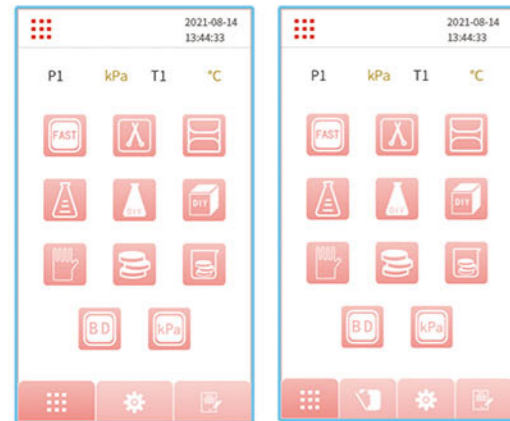 2021-08-14
13:44:33
P1 kPa T1 °C
FAST
DIY
DIY
BD
kPa
2021-08-14
13:44:33
P1 kPa T1 °C
FAST
DIY
DIY
BD
kPa